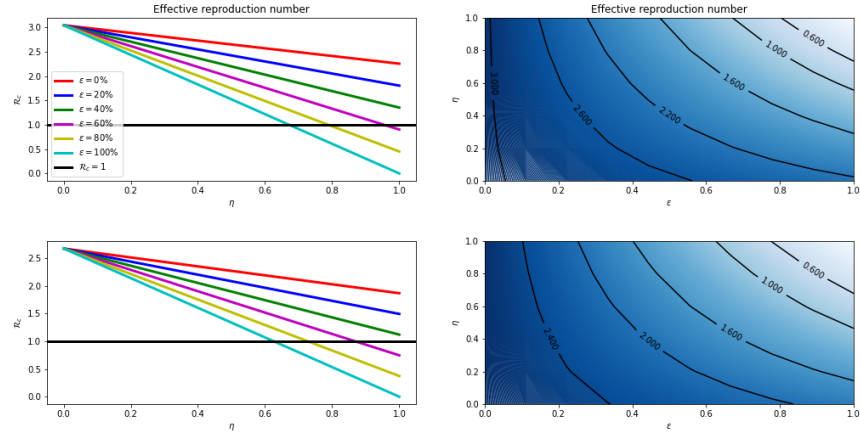 Effective reproduction number
3.0
2.5
2.0
1.5
1.0
0.5
0.0
R_c
ε = 0%
ε = 20%
ε = 40%
ε = 60%
ε = 80%
ε = 100%
R_c = 1
0.0 0.2 0.4 0.6 0.8 1.0
η
Effective reproduction number
1.0
0.8
0.6
0.4
0.2
0.0
η
3.000
2.600
2.200
1.600
1.000
0.600
0.0 0.2 0.4 0.6 0.8 1.0
ε
2.5
2.0
1.5
1.0
0.5
0.0
R_c
0.0 0.2 0.4 0.6 0.8 1.0
η
Effective reproduction number
1.0
0.8
0.6
0.4
0.2
0.0
η
2.400
2.000
1.600
1.000
0.600
0.0 0.2 0.4 0.6 0.8 1.0
ε